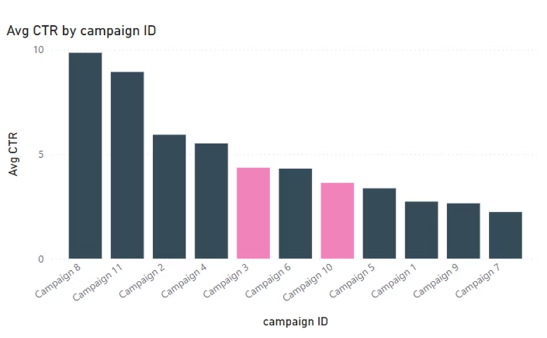 Avg CTR by campaign ID
10
5
0
Avg CTR
Campaign 8
Campaign 11
Campaign 2
Campaign 4
Campaign 3
Campaign 6
Campaign 10
Campaign 5
Campaign 1
Campaign 9
Campaign 7
campaign ID